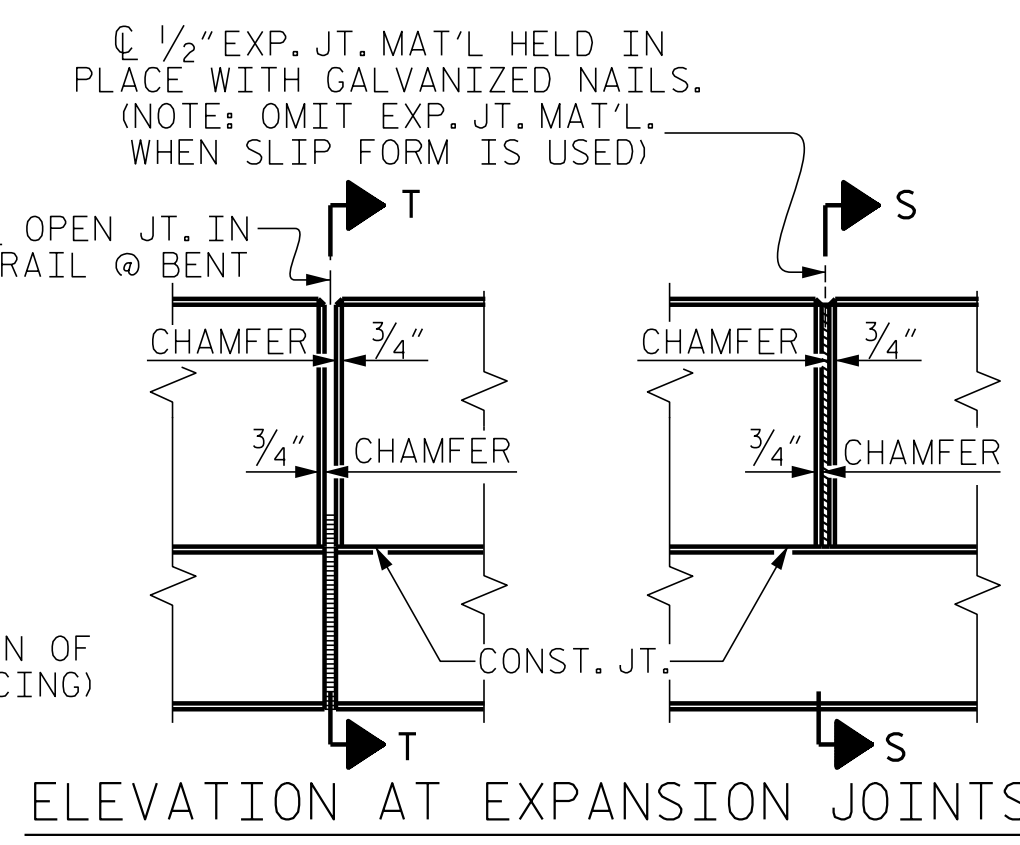 ℄ 1/2" EXP. JT. MAT'L HELD IN
PLACE WITH GALVANIZED NAILS.
(NOTE: OMIT EXP. JT. MAT'L.
WHEN SLIP FORM IS USED)
T
S
OPEN JT. IN
RAIL @ BENT
CHAMFER
3/4"
CHAMFER
3/4"
3/4"
CHAMFER
3/4"
CHAMFER
OF
CONST. JT.
T
S
ELEVATION AT EXPANSION JOINTS